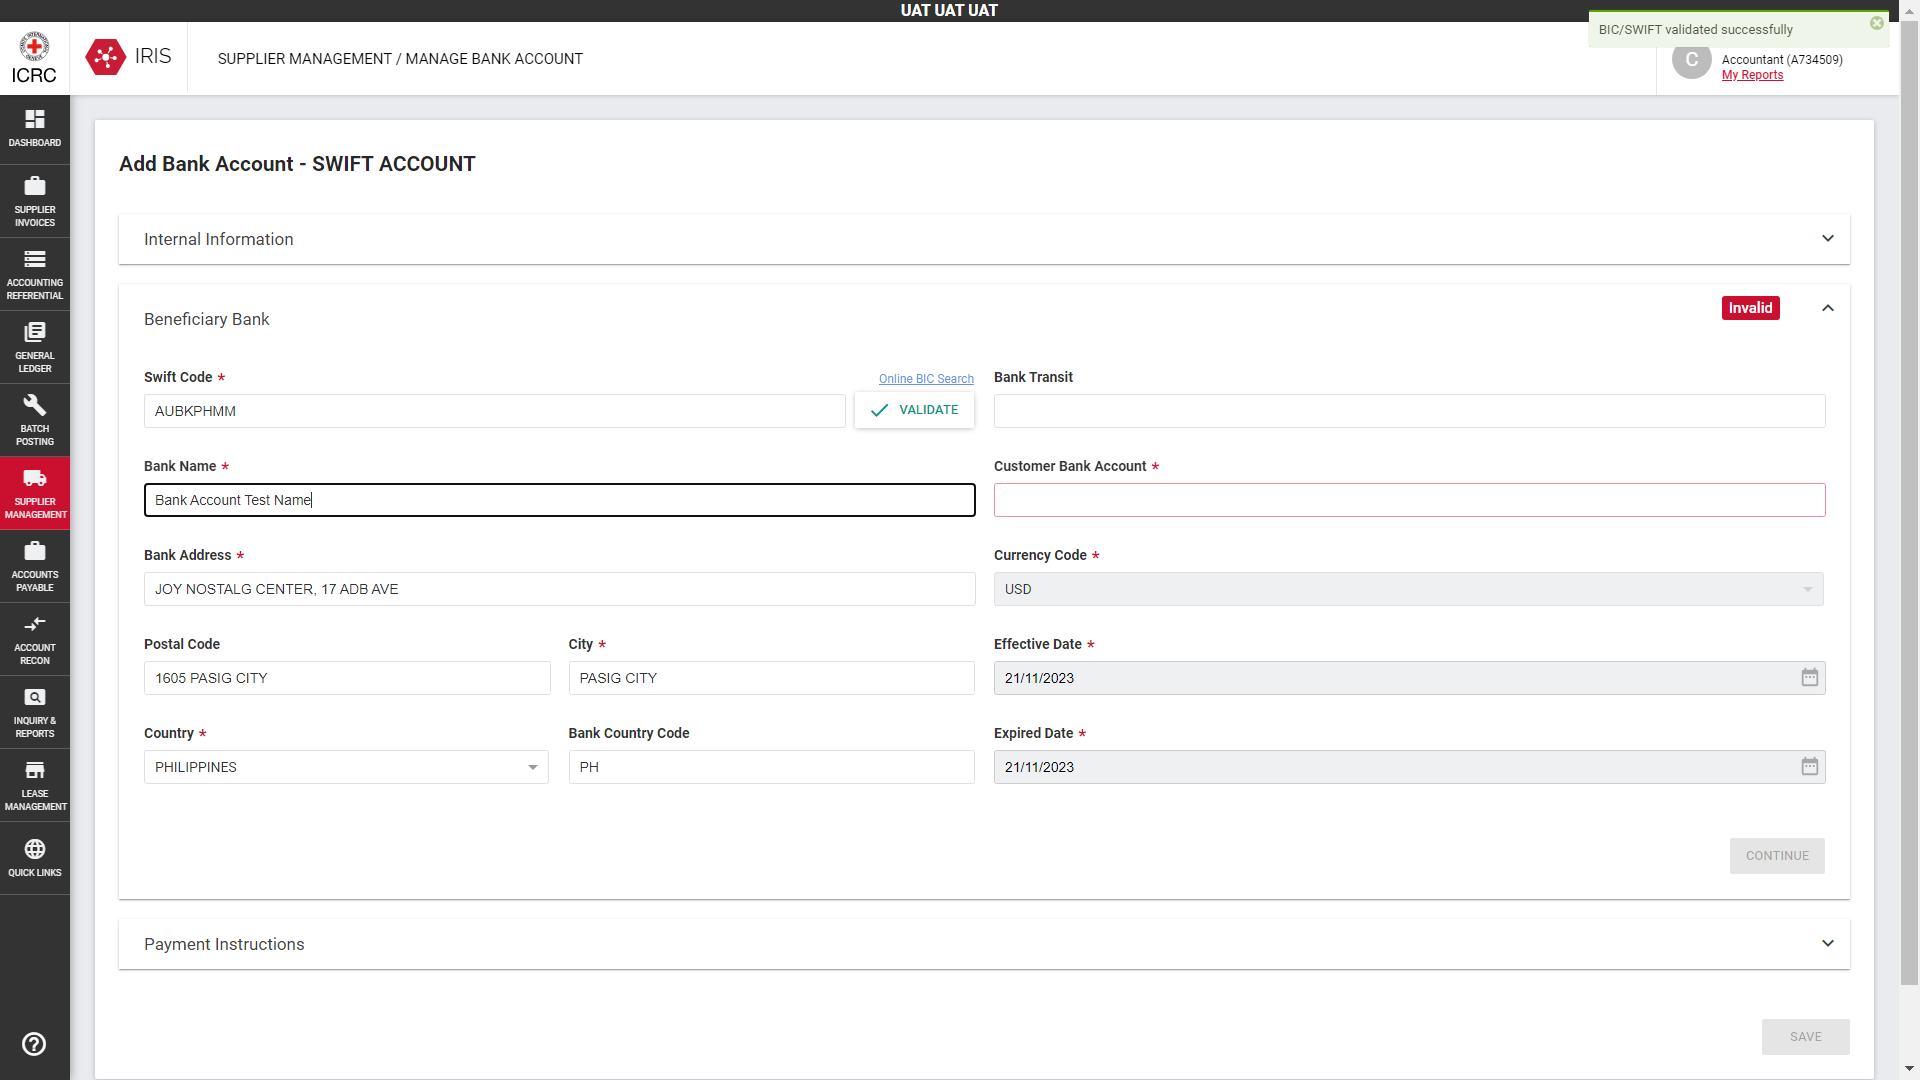 UAT UAT UAT
BIC/SWIFT validated successfully
ICRC
IRIS
SUPPLIER MANAGEMENT / MANAGE BANK ACCOUNT
C
Accountant (A734509)
My Reports
DASHBOARD
SUPPLIER
INVOICES
ACCOUNTING
REFERENTIAL
GENERAL
LEDGER
BATCH
POSTING
SUPPLIER
MANAGEMENT
ACCOUNTS
PAYABLE
ACCOUNT
RECON
INQUIRY &
REPORTS
LEASE
MANAGEMENT
QUICK LINKS
Add Bank Account - SWIFT ACCOUNT
Internal Information
Beneficiary Bank
Invalid
Swift Code *
Online BIC Search
AUBKPHMM
VALIDATE
Bank Transit
Bank Name *
Bank Account Test Name
Customer Bank Account *
Bank Address *
JOY NOSTALG CENTER, 17 ADB AVE
Currency Code *
USD
Postal Code
1605 PASIG CITY
City *
PASIG CITY
Effective Date *
21/11/2023
Country *
PHILIPPINES
Bank Country Code
PH
Expired Date *
21/11/2023
CONTINUE
Payment Instructions
SAVE